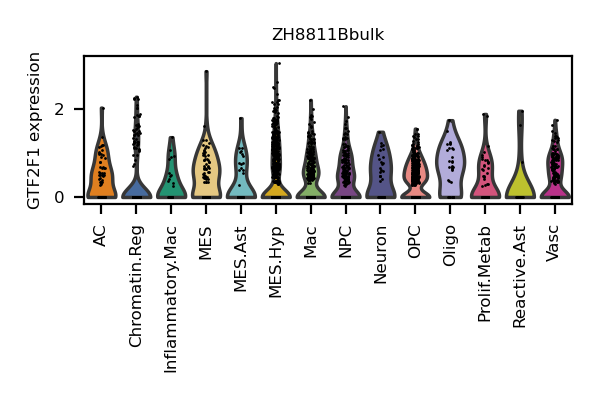 ZH8811Bbulk
GTF2F1 expression
2
0
AC
Chromatin.Reg
Inflammatory.Mac
MES
MES.Ast
MES.Hyp
Mac
NPC
Neuron
OPC
Oligo
Prolif.Metab
Reactive.Ast
Vasc